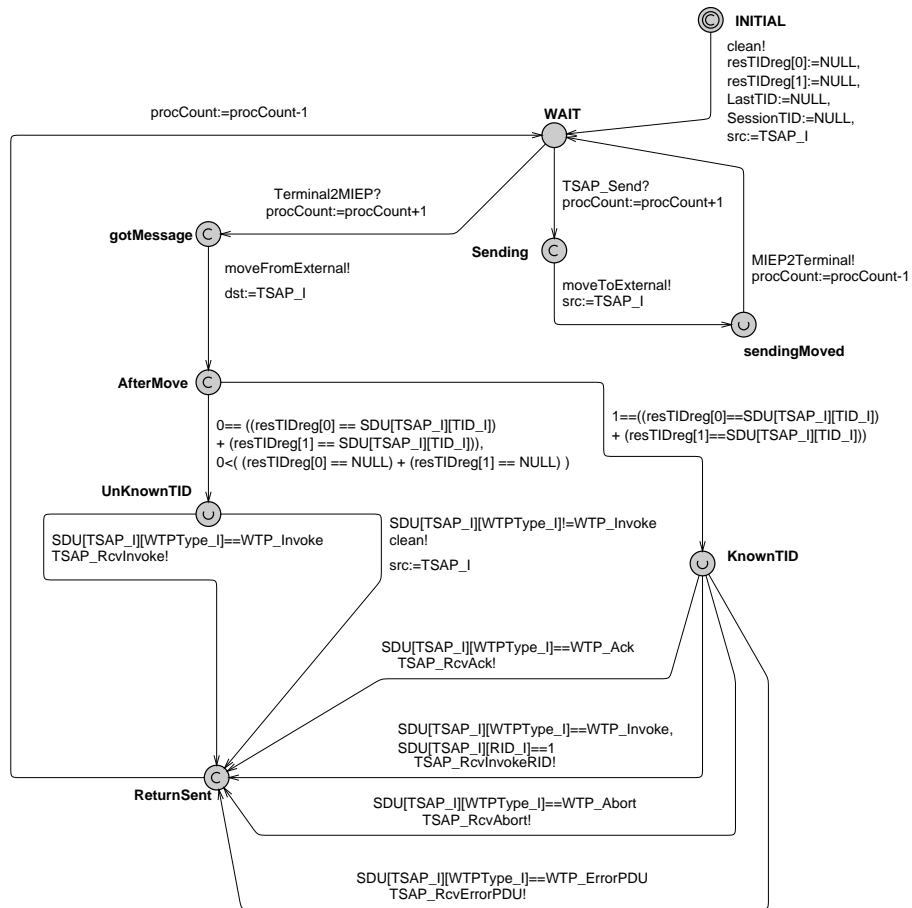 INITIAL
clean!
resTIDreg[0]:=NULL,
resTIDreg[1]:=NULL,
LastTID:=NULL,
SessionTID:=NULL,
src:=TSAP_I
procCount:=procCount-1
WAIT
Terminal2MIEP?
procCount:=procCount+1
TSAP_Send?
procCount:=procCount+1
gotMessage
C
Sending
C
MIEP2Terminal!
procCount:=procCount-1
moveFromExternal!
dst:=TSAP_I
moveToExternal!
src:=TSAP_I
sendingMoved
AfterMove
C
0== ((resTIDreg[0] == SDU[TSAP_I][TID_I])
+ (resTIDreg[1] == SDU[TSAP_I][TID_I])),
0<( (resTIDreg[0] == NULL) + (resTIDreg[1] == NULL) )
1==((resTIDreg[0]==SDU[TSAP_I][TID_I])
+ (resTIDreg[1]==SDU[TSAP_I][TID_I]))
UnKnownTID
SDU[TSAP_I][WTPType_I]==WTP_Invoke
TSAP_RcvInvoke!
SDU[TSAP_I][WTPType_I]!=WTP_Invoke
clean!
src:=TSAP_I
KnownTID
SDU[TSAP_I][WTPType_I]==WTP_Ack
TSAP_RcvAck!
SDU[TSAP_I][WTPType_I]==WTP_Invoke,
SDU[TSAP_I][RID_I]==1
TSAP_RcvInvokeRID!
C
ReturnSent
SDU[TSAP_I][WTPType_I]==WTP_Abort
TSAP_RcvAbort!
SDU[TSAP_I][WTPType_I]==WTP_ErrorPDU
TSAP_RcvErrorPDU!